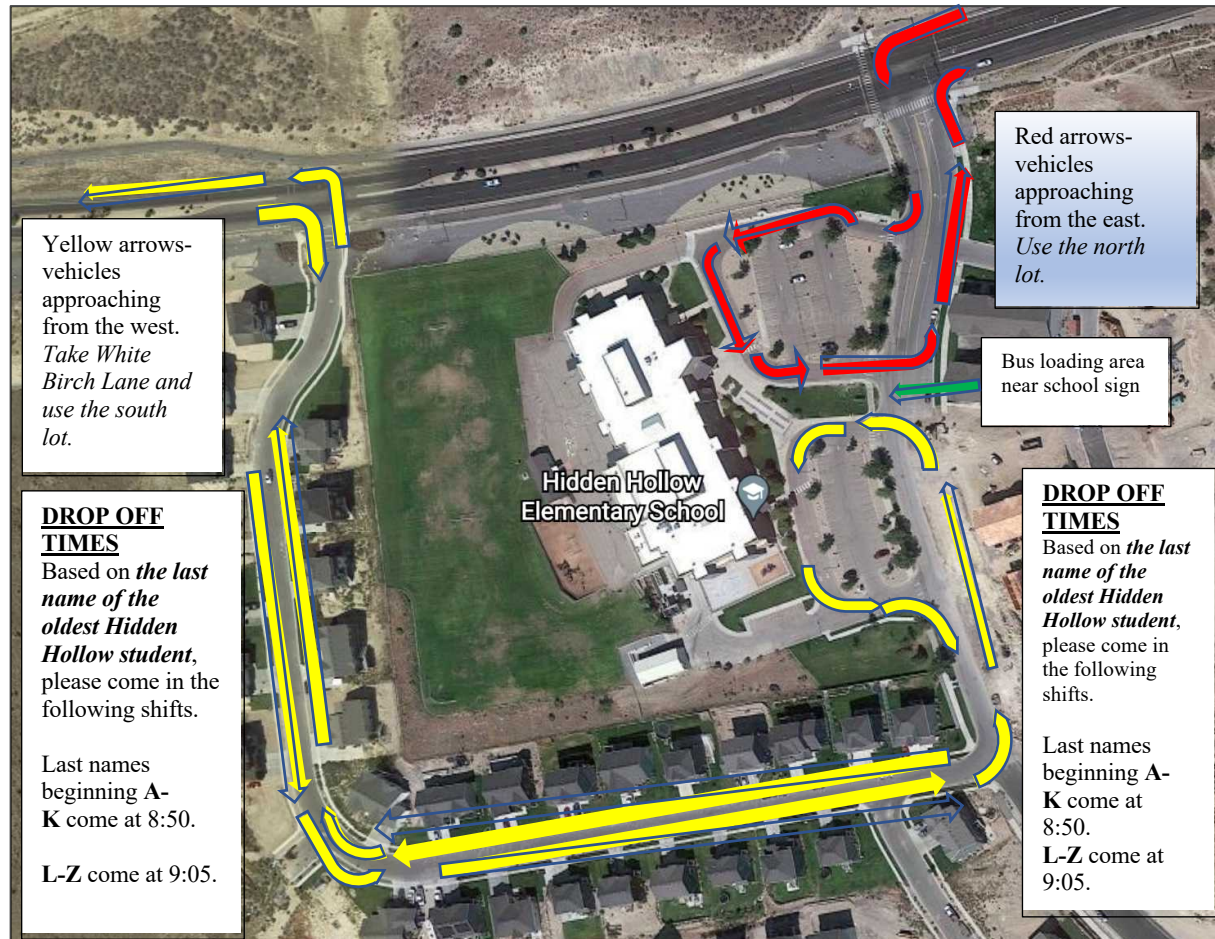 Yellow arrows-
vehicles
approaching
from the west.
Take White
Birch Lane and
use the south
lot.
DROP OFF
TIMES
Based on the last
name of the
oldest Hidden
Hollow student,
please come in the
following shifts.
Last names
beginning A-
K come at 8:50.
L-Z come at 9:05.
Hidden Hollow
Elementary School
Red arrows-
vehicles
approaching
from the east.
Use the north
lot.
Bus loading area
near school sign
DROP OFF
TIMES
Based on the last
name of the
oldest Hidden
Hollow student,
please come in
the following
shifts.
Last names
beginning A-
K come at
8:50.
L-Z come at
9:05.